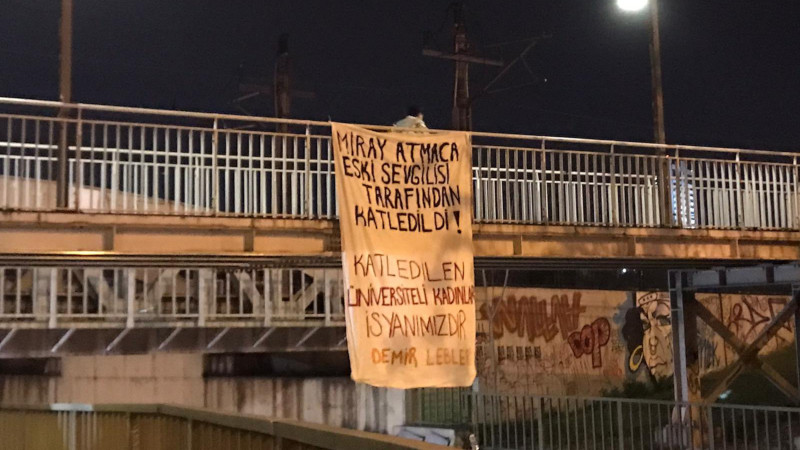 MİRAY ATMACA
ESKİ SEVGİLİSİ
TARAFINDAN
KATLEDİLDİ!
KATLEDİLEN
ÜNİVERSİTELİ KADINLAR
İSYANIMIZDIR
DEMİR LEBLEBİ
POP